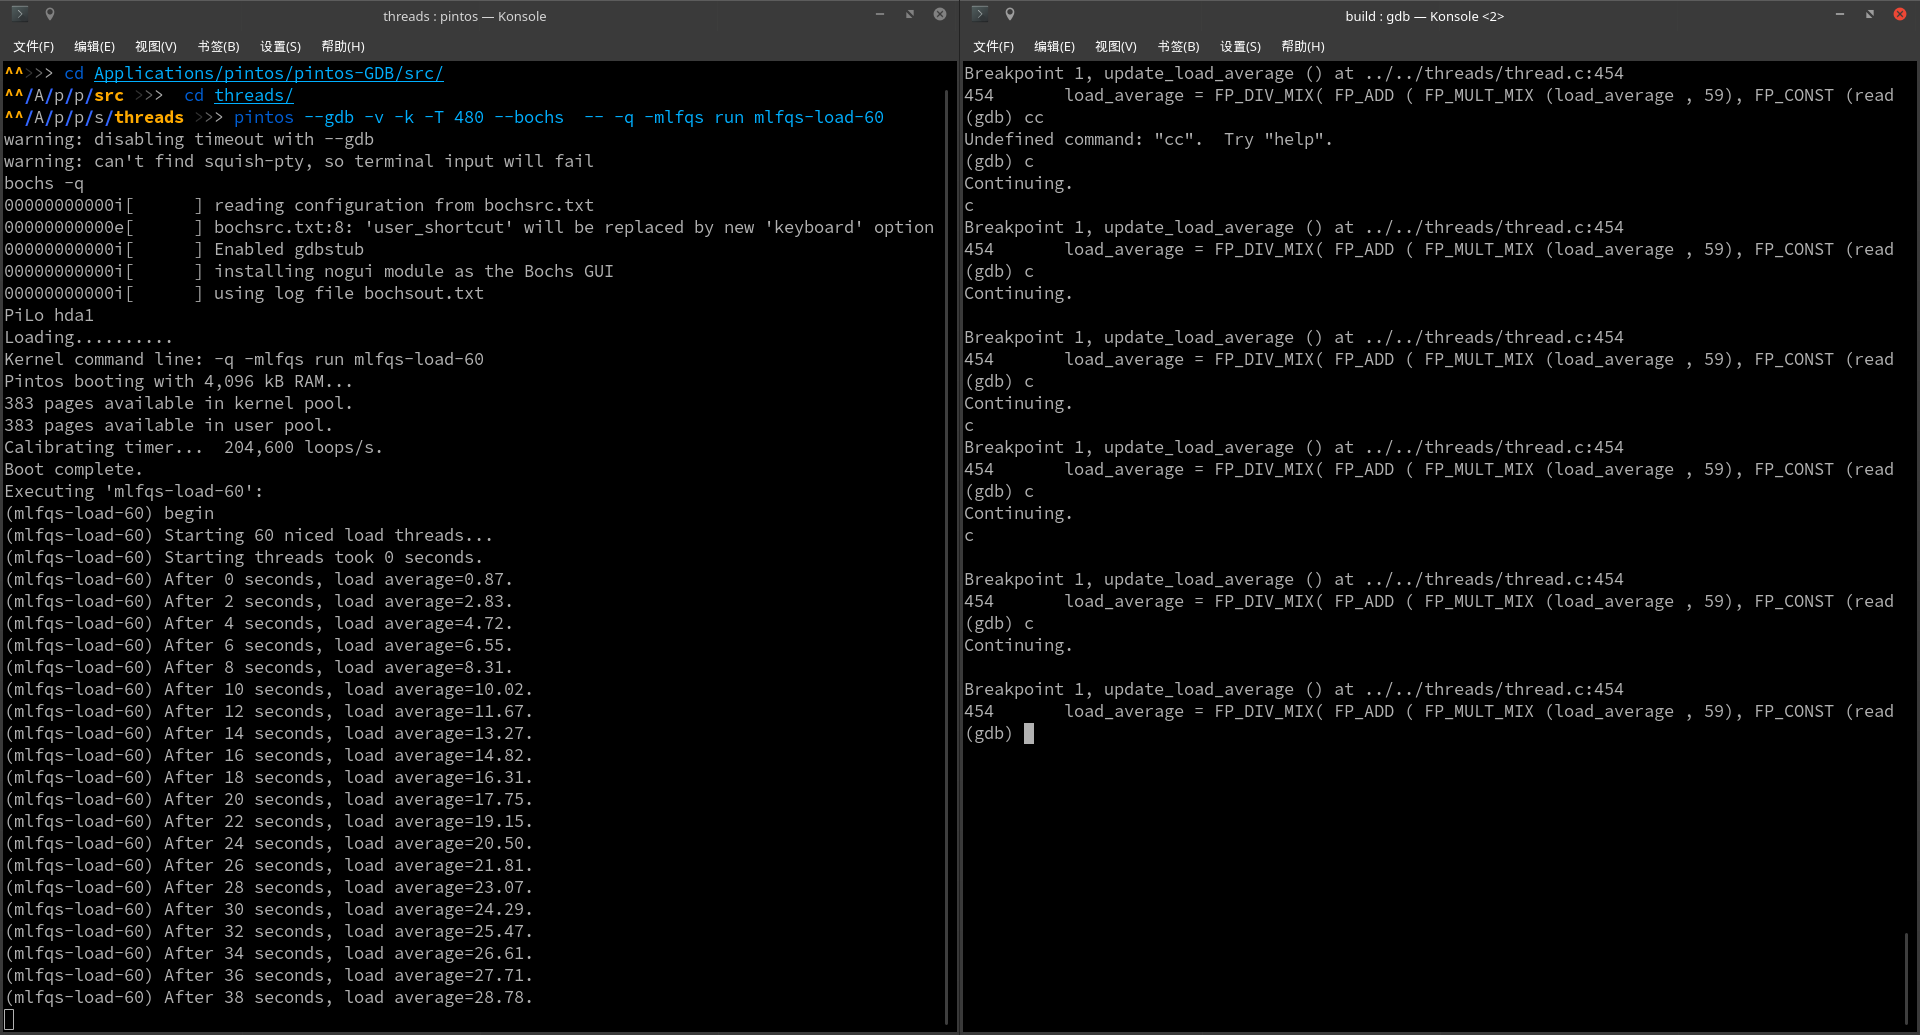 threads : pintos — Konsole
文件(F) 编辑(E) 视图(V) 书签(B) 设置(S) 帮助(H)
^^>>> cd Applications/pintos/pintos-GDB/src/
^^/A/p/p/src >>>  cd threads/
^^/A/p/p/s/threads >>> pintos --gdb -v -k -T 480 --bochs  -- -q -mlfqs run mlfqs-load-60
warning: disabling timeout with --gdb
warning: can't find squish-pty, so terminal input will fail
bochs -q
00000000000i[      ] reading configuration from bochsrc.txt
00000000000e[      ] bochsrc.txt:8: 'user_shortcut' will be replaced by new 'keyboard' option
00000000000i[      ] Enabled gdbstub
00000000000i[      ] installing nogui module as the Bochs GUI
00000000000i[      ] using log file bochsout.txt
PiLo hda1
Loading..........
Kernel command line: -q -mlfqs run mlfqs-load-60
Pintos booting with 4,096 kB RAM...
383 pages available in kernel pool.
383 pages available in user pool.
Calibrating timer...  204,600 loops/s.
Boot complete.
Executing 'mlfqs-load-60':
(mlfqs-load-60) begin
(mlfqs-load-60) Starting 60 niced load threads...
(mlfqs-load-60) Starting threads took 0 seconds.
(mlfqs-load-60) After 0 seconds, load average=0.87.
(mlfqs-load-60) After 2 seconds, load average=2.83.
(mlfqs-load-60) After 4 seconds, load average=4.72.
(mlfqs-load-60) After 6 seconds, load average=6.55.
(mlfqs-load-60) After 8 seconds, load average=8.31.
(mlfqs-load-60) After 10 seconds, load average=10.02.
(mlfqs-load-60) After 12 seconds, load average=11.67.
(mlfqs-load-60) After 14 seconds, load average=13.27.
(mlfqs-load-60) After 16 seconds, load average=14.82.
(mlfqs-load-60) After 18 seconds, load average=16.31.
(mlfqs-load-60) After 20 seconds, load average=17.75.
(mlfqs-load-60) After 22 seconds, load average=19.15.
(mlfqs-load-60) After 24 seconds, load average=20.50.
(mlfqs-load-60) After 26 seconds, load average=21.81.
(mlfqs-load-60) After 28 seconds, load average=23.07.
(mlfqs-load-60) After 30 seconds, load average=24.29.
(mlfqs-load-60) After 32 seconds, load average=25.47.
(mlfqs-load-60) After 34 seconds, load average=26.61.
(mlfqs-load-60) After 36 seconds, load average=27.71.
(mlfqs-load-60) After 38 seconds, load average=28.78.
build : gdb — Konsole <2>
文件(F) 编辑(E) 视图(V) 书签(B) 设置(S) 帮助(H)
Breakpoint 1, update_load_average () at ../../threads/thread.c:454
454       load_average = FP_DIV_MIX( FP_ADD ( FP_MULT_MIX (load_average , 59), FP_CONST (read
(gdb) cc
Undefined command: "cc".  Try "help".
(gdb) c
Continuing.
c
Breakpoint 1, update_load_average () at ../../threads/thread.c:454
454       load_average = FP_DIV_MIX( FP_ADD ( FP_MULT_MIX (load_average , 59), FP_CONST (read
(gdb) c
Continuing.
Breakpoint 1, update_load_average () at ../../threads/thread.c:454
454       load_average = FP_DIV_MIX( FP_ADD ( FP_MULT_MIX (load_average , 59), FP_CONST (read
(gdb) c
Continuing.
c
Breakpoint 1, update_load_average () at ../../threads/thread.c:454
454       load_average = FP_DIV_MIX( FP_ADD ( FP_MULT_MIX (load_average , 59), FP_CONST (read
(gdb) c
Continuing.
c
Breakpoint 1, update_load_average () at ../../threads/thread.c:454
454       load_average = FP_DIV_MIX( FP_ADD ( FP_MULT_MIX (load_average , 59), FP_CONST (read
(gdb) c
Continuing.
Breakpoint 1, update_load_average () at ../../threads/thread.c:454
454       load_average = FP_DIV_MIX( FP_ADD ( FP_MULT_MIX (load_average , 59), FP_CONST (read
(gdb)